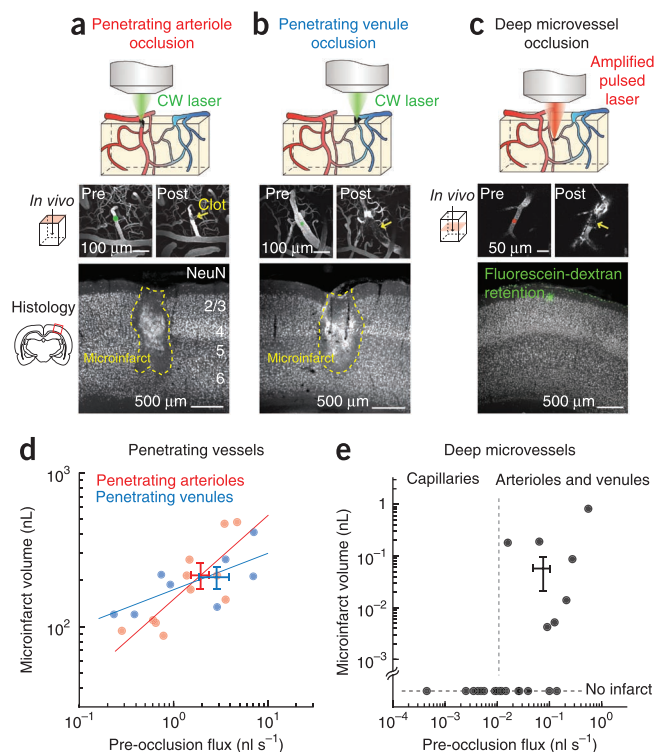 a Penetrating arteriole
occlusion
CW laser
b Penetrating venule
occlusion
CW laser
c Deep microvessel
occlusion
Amplified
pulsed
laser
In vivo
Pre
Post
Clot
100 μm
Pre
Post
100 μm
In vivo
Pre
Post
50 μm
Histology
NeuN
2/3
4
5
6
Microinfarct
500 μm
Microinfarct
500 μm
Fluorescein-dextran
retention
500 μm
d Penetrating vessels
Penetrating arterioles
Penetrating venules
Microinfarct volume (nL)
10³
10²
10⁻¹ 10⁰ 10¹
Pre-occlusion flux (nl s⁻¹)
e Deep microvessels
Capillaries Arterioles and venules
Microinfarct volume (nL)
1
10⁻¹
10⁻²
10⁻³
No infarct
10⁻⁴ 10⁻³ 10⁻² 10⁻¹ 10⁰
Pre-occlusion flux (nl s⁻¹)